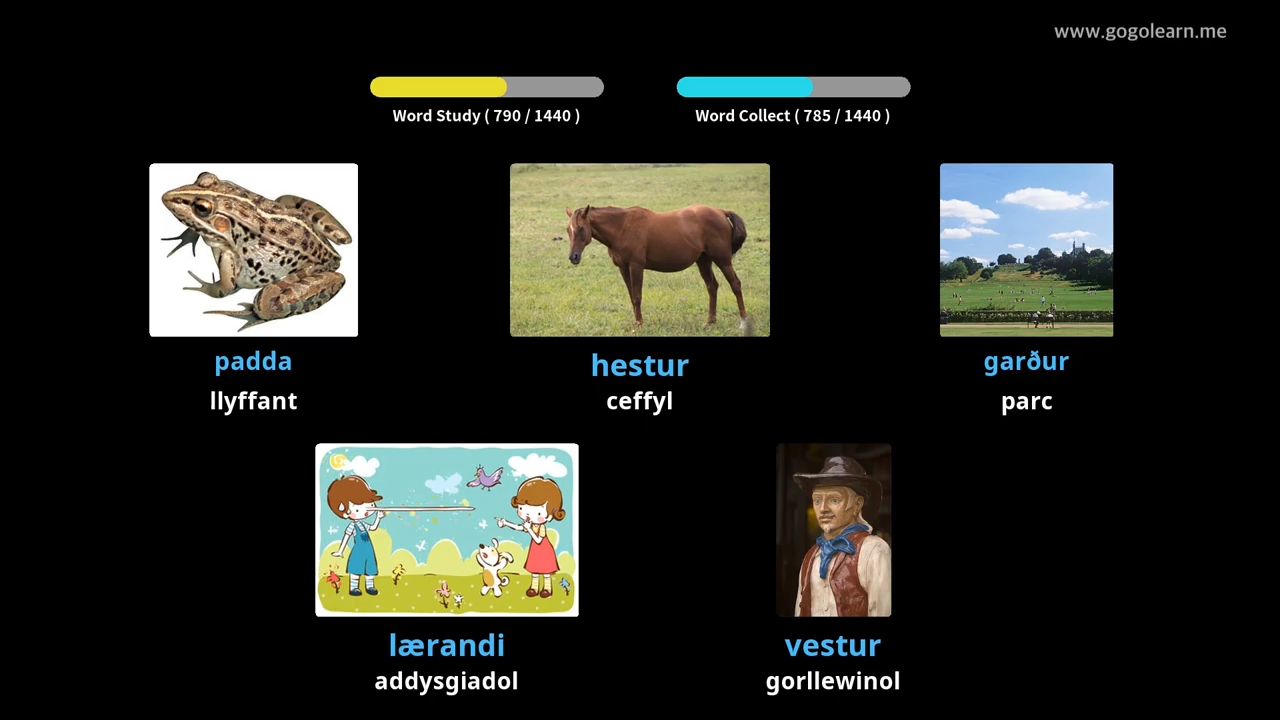 www.gogolearn.me
Word Study ( 790 / 1440 )
Word Collect ( 785 / 1440 )
padda
llyffant
hestur
ceffyl
garður
parc
lærandi
addysgiadol
vestur
gorllewinol